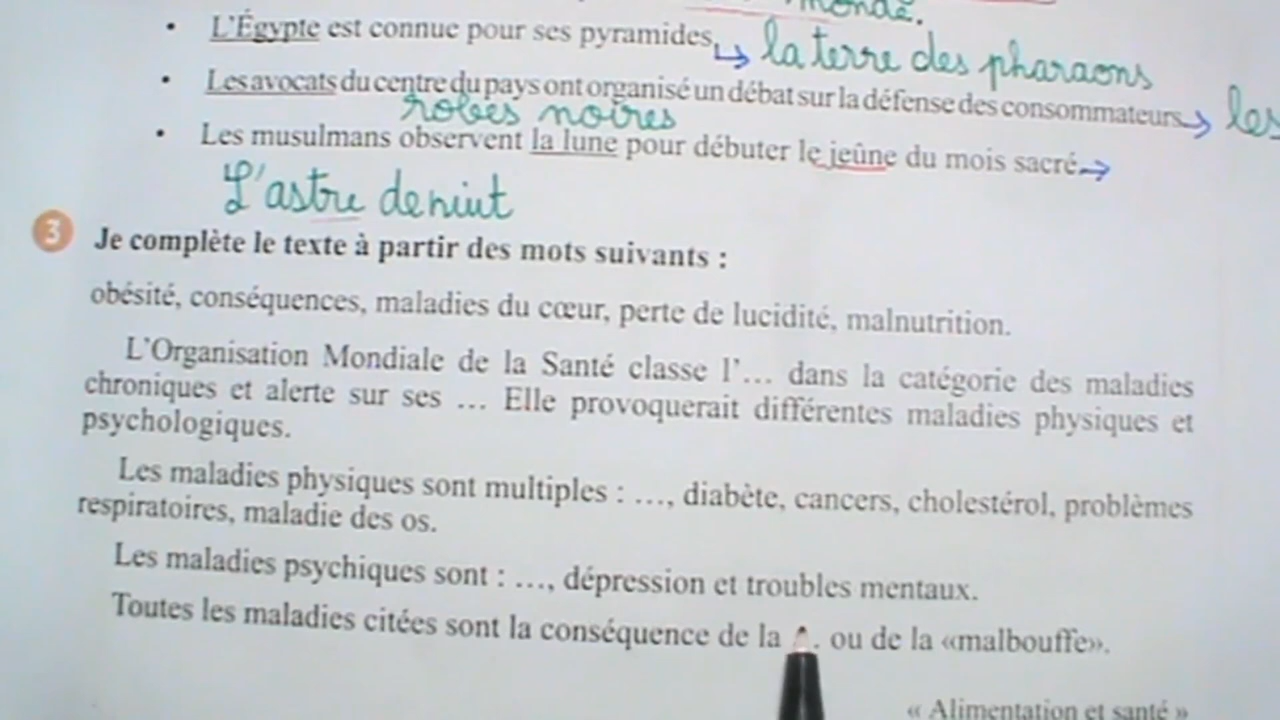 monde.
• L'Égypte est connue pour ses pyramides. la terre des pharaons
• Les avocats du centre du pays ont organisé un débat sur la défense des consommateurs. les
robes noires
• Les musulmans observent la lune pour débuter le jeûne du mois sacré.
L'astre de niut
3 Je complète le texte à partir des mots suivants :
obésité, conséquences, maladies du cœur, perte de lucidité, malnutrition.
L'Organisation Mondiale de la Santé classe l'… dans la catégorie des maladies
chroniques et alerte sur ses … Elle provoquerait différentes maladies physiques et
psychologiques.
Les maladies physiques sont multiples : …, diabète, cancers, cholestérol, problèmes
respiratoires, maladie des os.
Les maladies psychiques sont : …, dépression et troubles mentaux.
Toutes les maladies citées sont la conséquence de la … ou de la «malbouffe».
« Alimentation et santé »